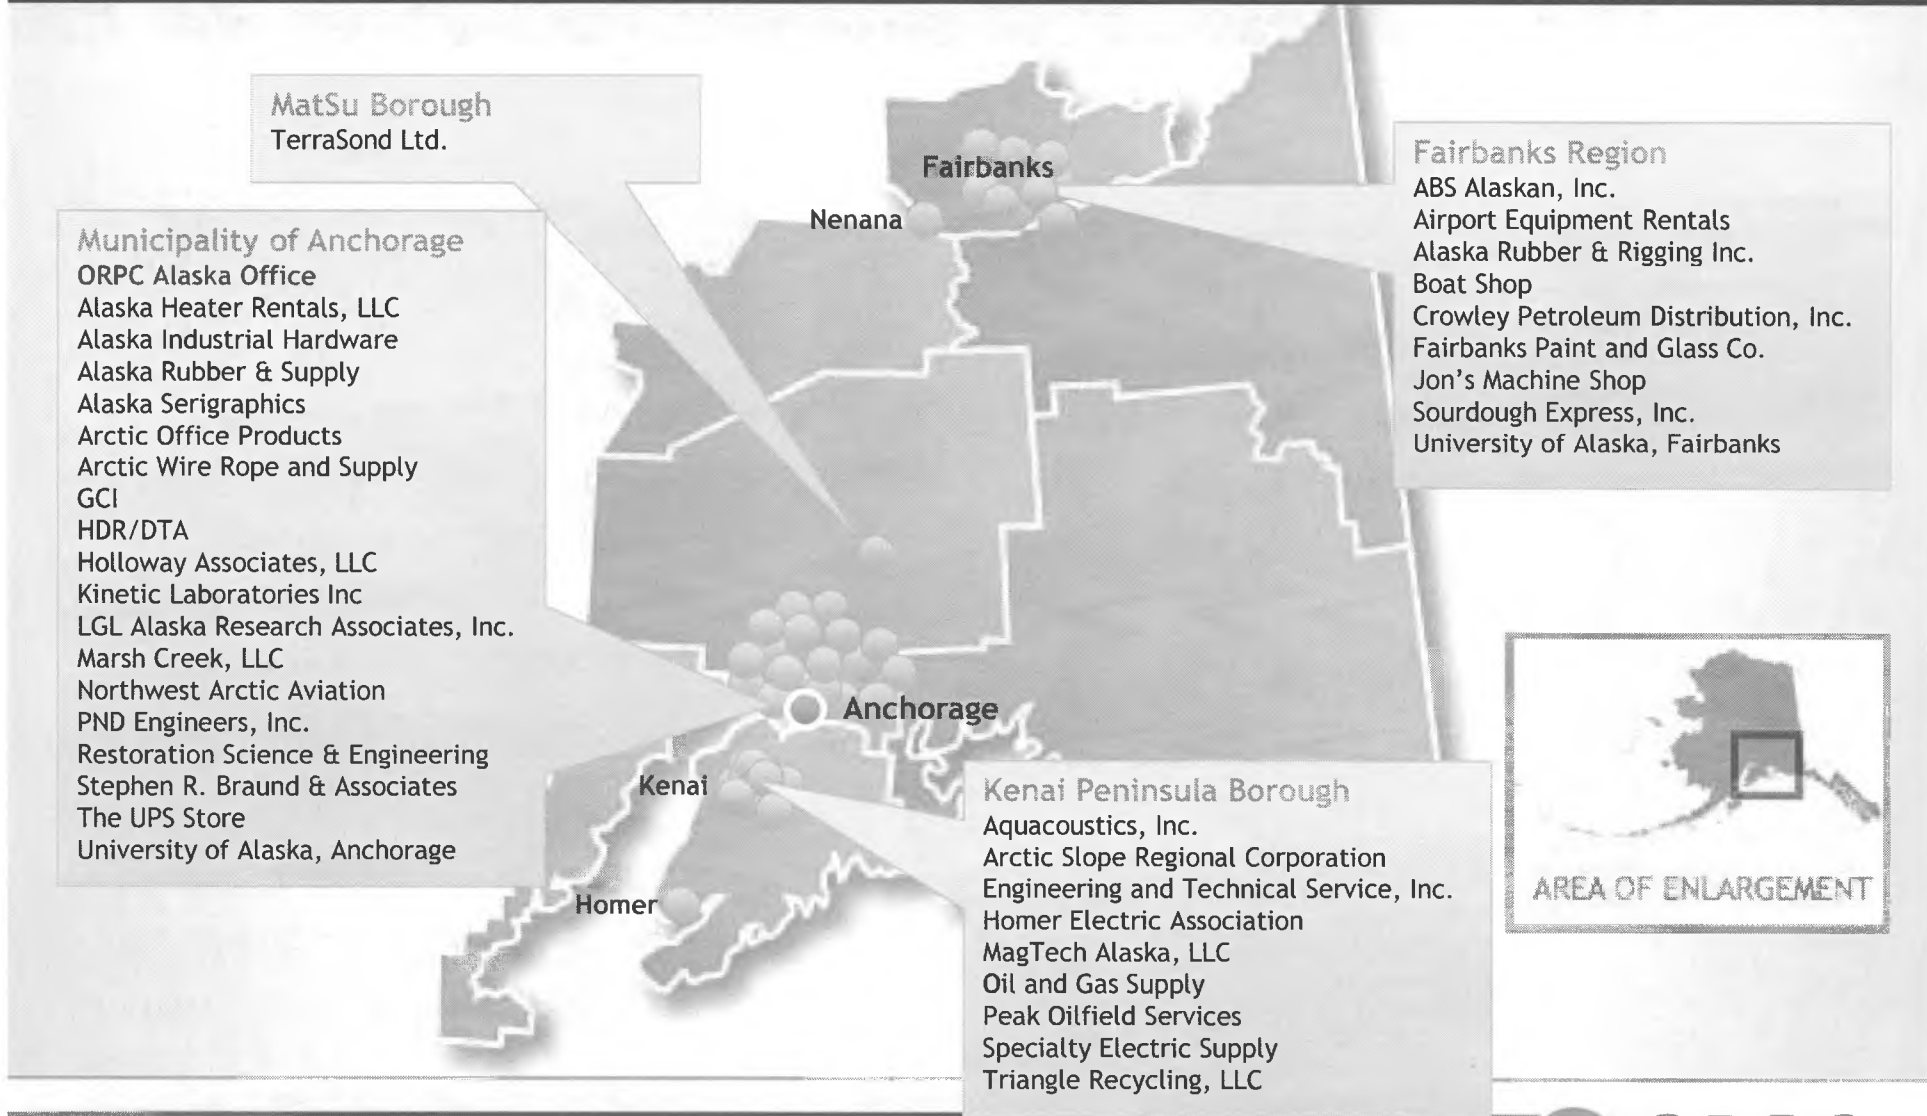 MatSu Borough
TerraSond Ltd.
Municipality of Anchorage
ORPC Alaska Office
Alaska Heater Rentals, LLC
Alaska Industrial Hardware
Alaska Rubber & Supply
Alaska Serigraphics
Arctic Office Products
Arctic Wire Rope and Supply
GCI
HDR/DTA
Holloway Associates, LLC
Kinetic Laboratories Inc
LGL Alaska Research Associates, Inc.
Marsh Creek, LLC
Northwest Arctic Aviation
PND Engineers, Inc.
Restoration Science & Engineering
Stephen R. Braund & Associates
The UPS Store
University of Alaska, Anchorage
Fairbanks
Nenana
Anchorage
Kenai
Homer
Fairbanks Region
ABS Alaskan, Inc.
Airport Equipment Rentals
Alaska Rubber & Rigging Inc.
Boat Shop
Crowley Petroleum Distribution, Inc.
Fairbanks Paint and Glass Co.
Jon's Machine Shop
Sourdough Express, Inc.
University of Alaska, Fairbanks
Kenai Peninsula Borough
Aquacoustics, Inc.
Arctic Slope Regional Corporation
Engineering and Technical Service, Inc.
Homer Electric Association
MagTech Alaska, LLC
Oil and Gas Supply
Peak Oilfield Services
Specialty Electric Supply
Triangle Recycling, LLC
AREA OF ENLARGEMENT